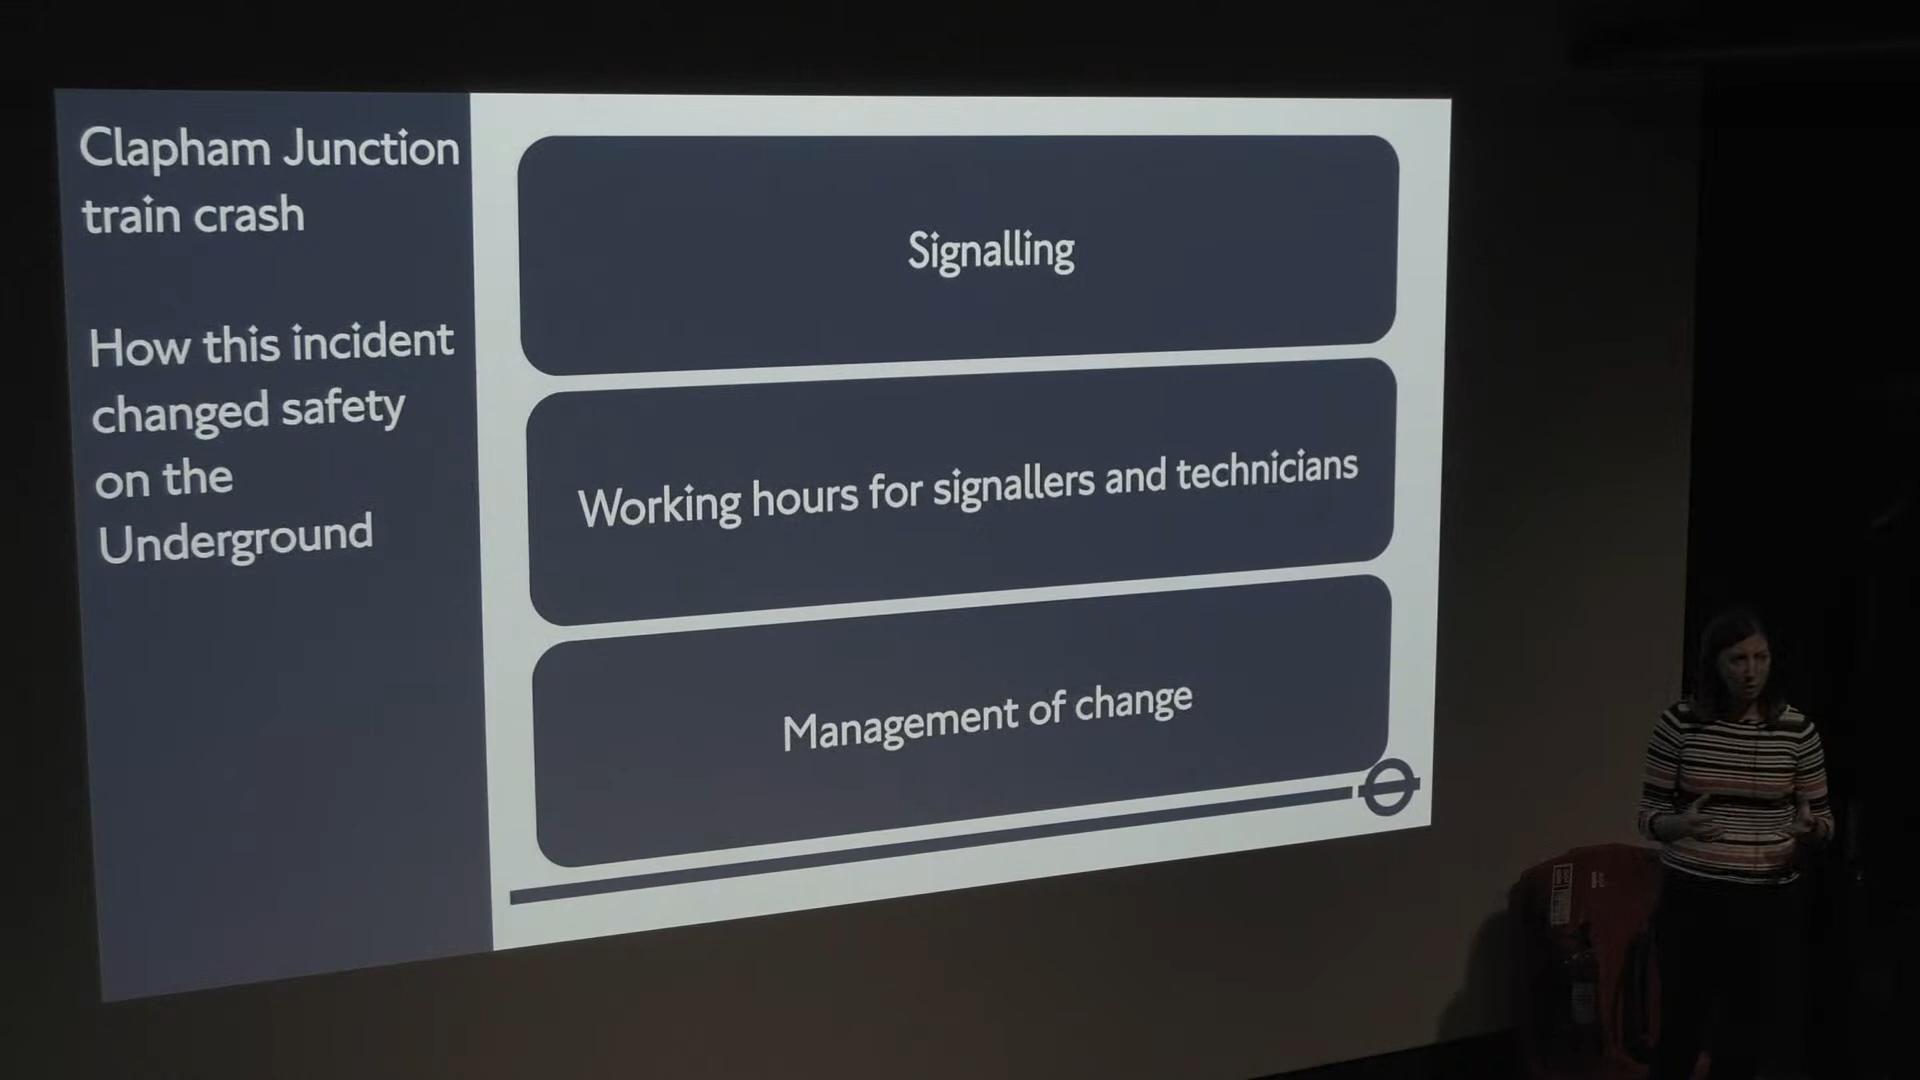 Clapham Junction
train crash
How this incident
changed safety
on the
Underground
Signalling
Working hours for signallers and technicians
Management of change